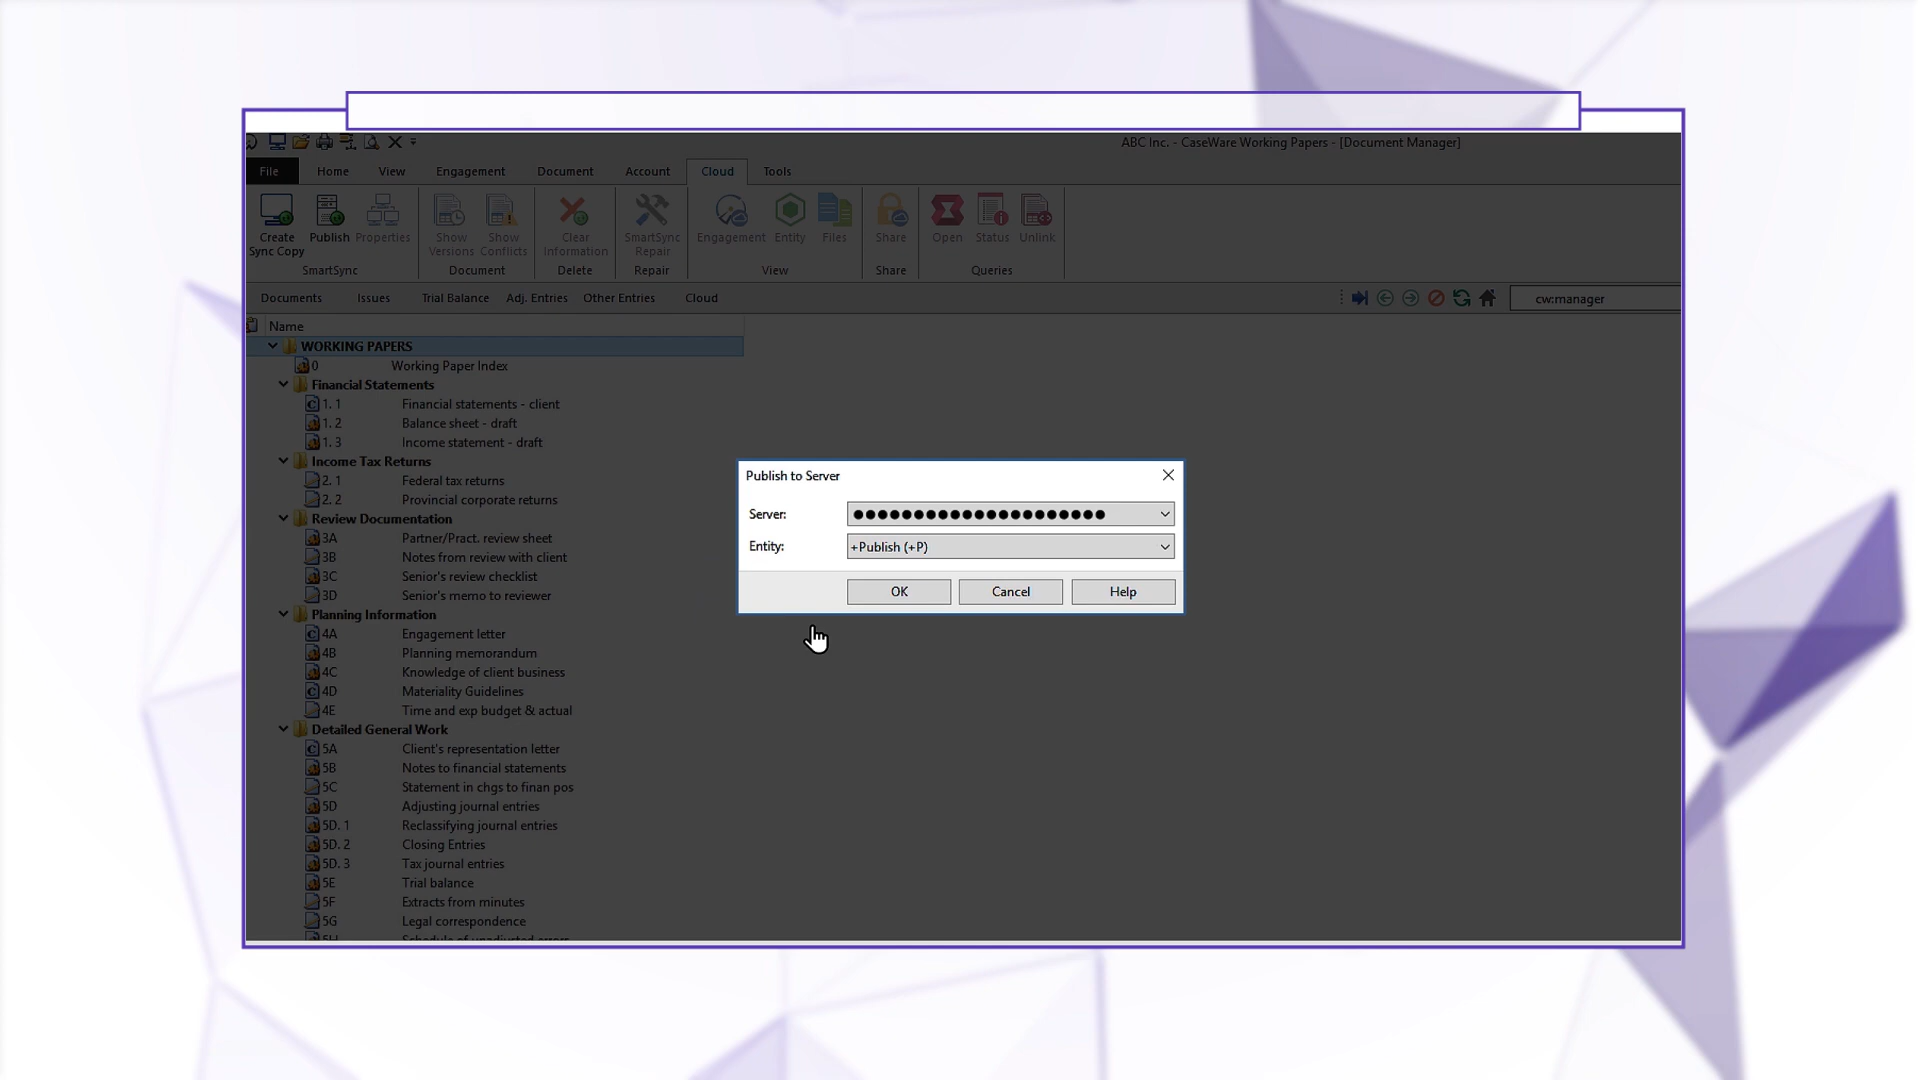 ABC Inc. - CaseWare Working Papers - [Document Manager]
File Home View Engagement Document Account Cloud Tools
Create Sync Copy Publish Properties Show Versions Show Conflicts Clear Information SmartSync Repair Engagement Entity Files Share Open Status Unlink
SmartSync Document Delete Repair View Share Queries
Documents Issues Trial Balance Adj. Entries Other Entries Cloud cw:manager
Name
WORKING PAPERS
0 Working Paper Index
Financial Statements
1. 1 Financial statements - client
1. 2 Balance sheet - draft
1. 3 Income statement - draft
Income Tax Returns
2. 1 Federal tax returns
2. 2 Provincial corporate returns
Review Documentation
3A Partner/Pract. review sheet
3B Notes from review with client
3C Senior's review checklist
3D Senior's memo to reviewer
Planning Information
4A Engagement letter
4B Planning memorandum
4C Knowledge of client business
4D Materiality Guidelines
4E Time and exp budget & actual
Detailed General Work
5A Client's representation letter
5B Notes to financial statements
5C Statement in chgs to finan pos
5D Adjusting journal entries
5D. 1 Reclassifying journal entries
5D. 2 Closing Entries
5D. 3 Tax journal entries
5E Trial balance
5F Extracts from minutes
5G Legal correspondence
Publish to Server
Server: ●●●●●●●●●●●●●●●●●●●●●
Entity: +Publish (+P)
OK Cancel Help